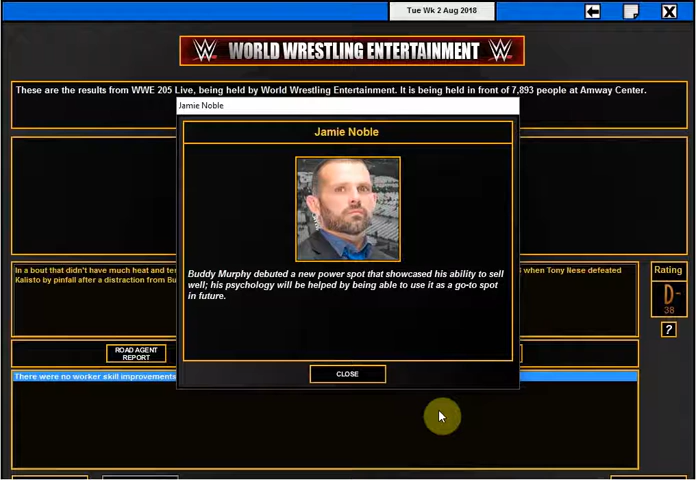 Tue Wk 2 Aug 2018
W WORLD WRESTLING ENTERTAINMENT W
These are the results from WWE 205 Live, being held by World Wrestling Entertainment. It is being held in front of 7,893 people at Amway Center.
Jamie Noble
Jamie Noble
Buddy Murphy debuted a new power spot that showcased his ability to sell
well; his psychology will be helped by being able to use it as a go-to spot
in future.
In a bout that didn't have much heat and
when Tony Nese defeated
Kalisto by pinfall after a distraction from
Rating
D-
38
?
ROAD AGENT
REPORT
CLOSE
There were no worker skill improvements